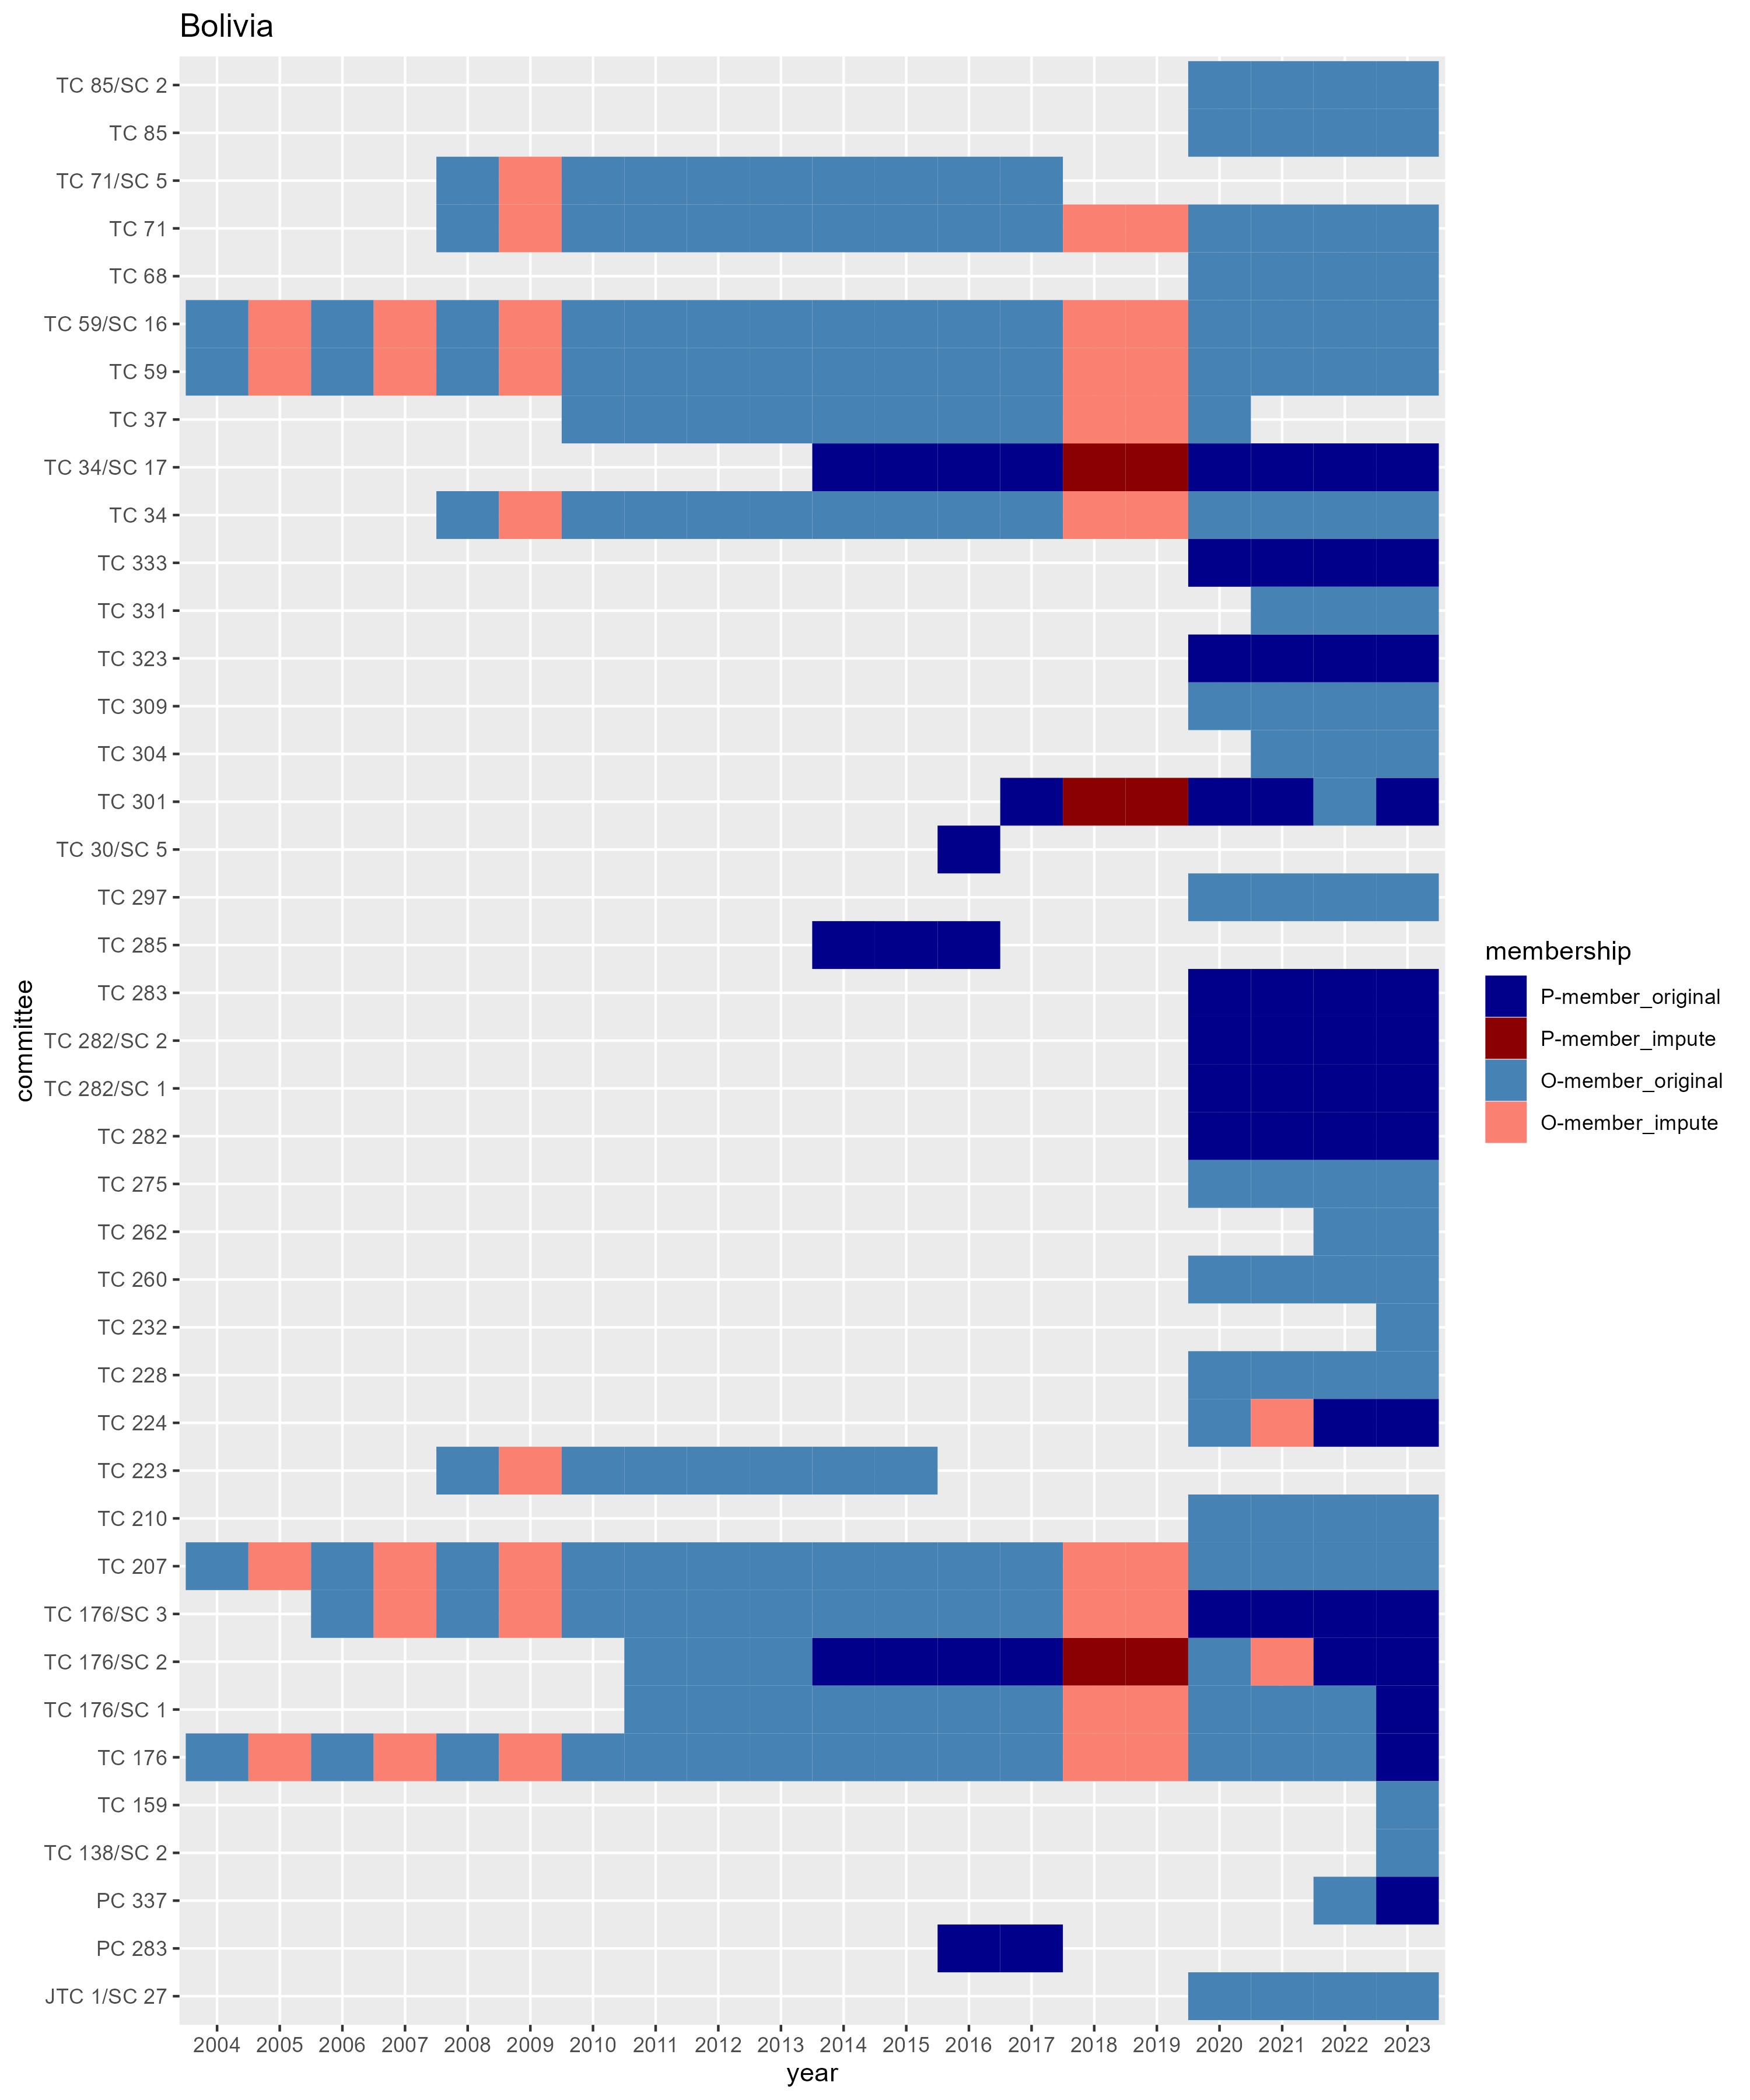 Bolivia
TC 85/SC 2
TC 85
TC 71/SC 5
TC 71
TC 68
TC 59/SC 16
TC 59
TC 37
TC 34/SC 17
TC 34
TC 333
TC 331
TC 323
TC 309
TC 304
TC 301
TC 30/SC 5
TC 297
TC 285
TC 283
TC 282/SC 2
TC 282/SC 1
TC 282
TC 275
TC 262
TC 260
TC 232
TC 228
TC 224
TC 223
TC 210
TC 207
TC 176/SC 3
TC 176/SC 2
TC 176/SC 1
TC 176
TC 159
TC 138/SC 2
PC 337
PC 283
JTC 1/SC 27
committee
2004 2005 2006 2007 2008 2009 2010 2011 2012 2013 2014 2015 2016 2017 2018 2019 2020 2021 2022 2023
year
membership
P-member_original
P-member_impute
O-member_original
O-member_impute